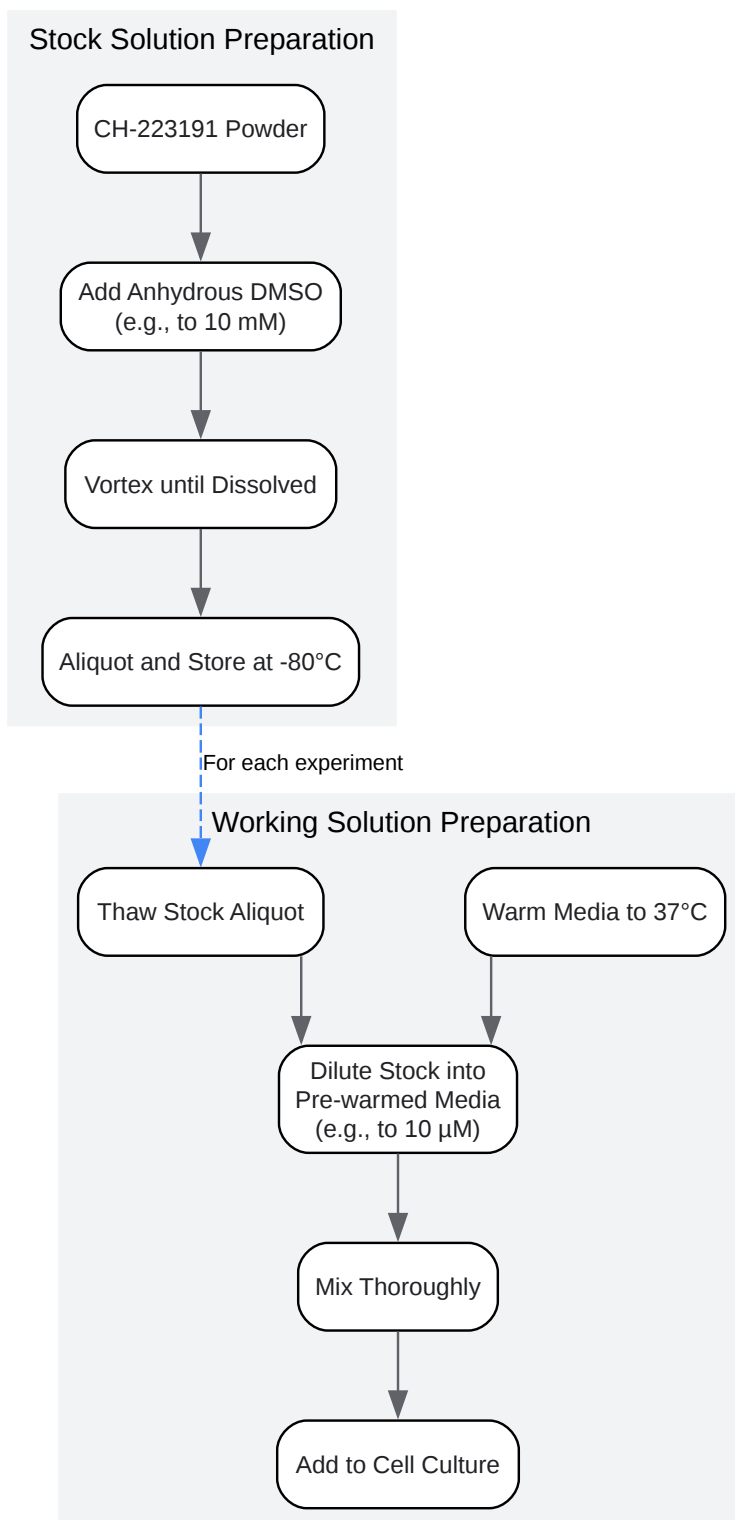 Stock Solution Preparation
CH-223191 Powder
Add Anhydrous DMSO
(e.g., to 10 mM)
Vortex until Dissolved
Aliquot and Store at -80°C
For each experiment
Working Solution Preparation
Thaw Stock Aliquot
Warm Media to 37°C
Dilute Stock into
Pre-warmed Media
(e.g., to 10 µM)
Mix Thoroughly
Add to Cell Culture